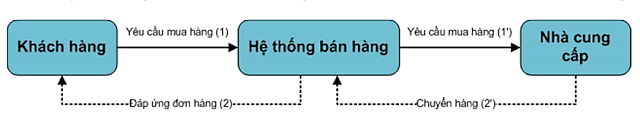 Yêu cầu mua hàng (1)
Yêu cầu mua hàng (1')
Khách hàng
Hệ thống bán hàng
Nhà cung
cấp
Đáp ứng đơn hàng (2)
Chuyển hàng (2')